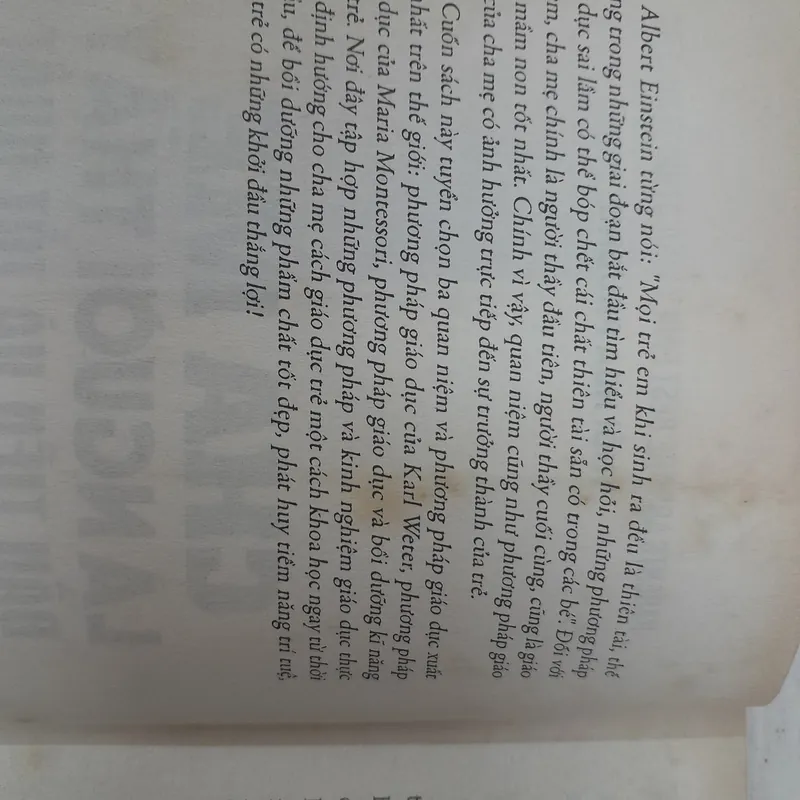 Albert Einstein từng nói: "Mọi trẻ em khi sinh ra đều là thiên tài, thế
ng trong những giai đoạn bắt đầu tìm hiểu và học hỏi, những phương pháp
dục sai lầm có thể bóp chết cái chất thiên tài sẵn có trong các bé". Đối với
m, cha mẹ chính là người thầy đầu tiên, người thầy cuối cùng, cũng là giáo
mầm non tốt nhất. Chính vì vậy, quan niệm cũng như phương pháp giáo
của cha mẹ có ảnh hưởng trực tiếp đến sự trưởng thành của trẻ.
Cuốn sách này tuyển chọn ba quan niệm và phương pháp giáo dục xuất
nhất trên thế giới: phương pháp giáo dục của Karl Weter, phương pháp
dục của Maria Montessori, phương pháp giáo dục và bồi dưỡng kĩ năng
trẻ. Nơi đây tập hợp những phương pháp và kinh nghiệm giáo dục thực
định hướng cho cha mẹ cách giáo dục trẻ một cách khoa học ngay từ thời
u, để bồi dưỡng những phẩm chất tốt đẹp, phát huy tiềm năng trí tuệ,
trẻ có những khởi đầu thắng lợi!